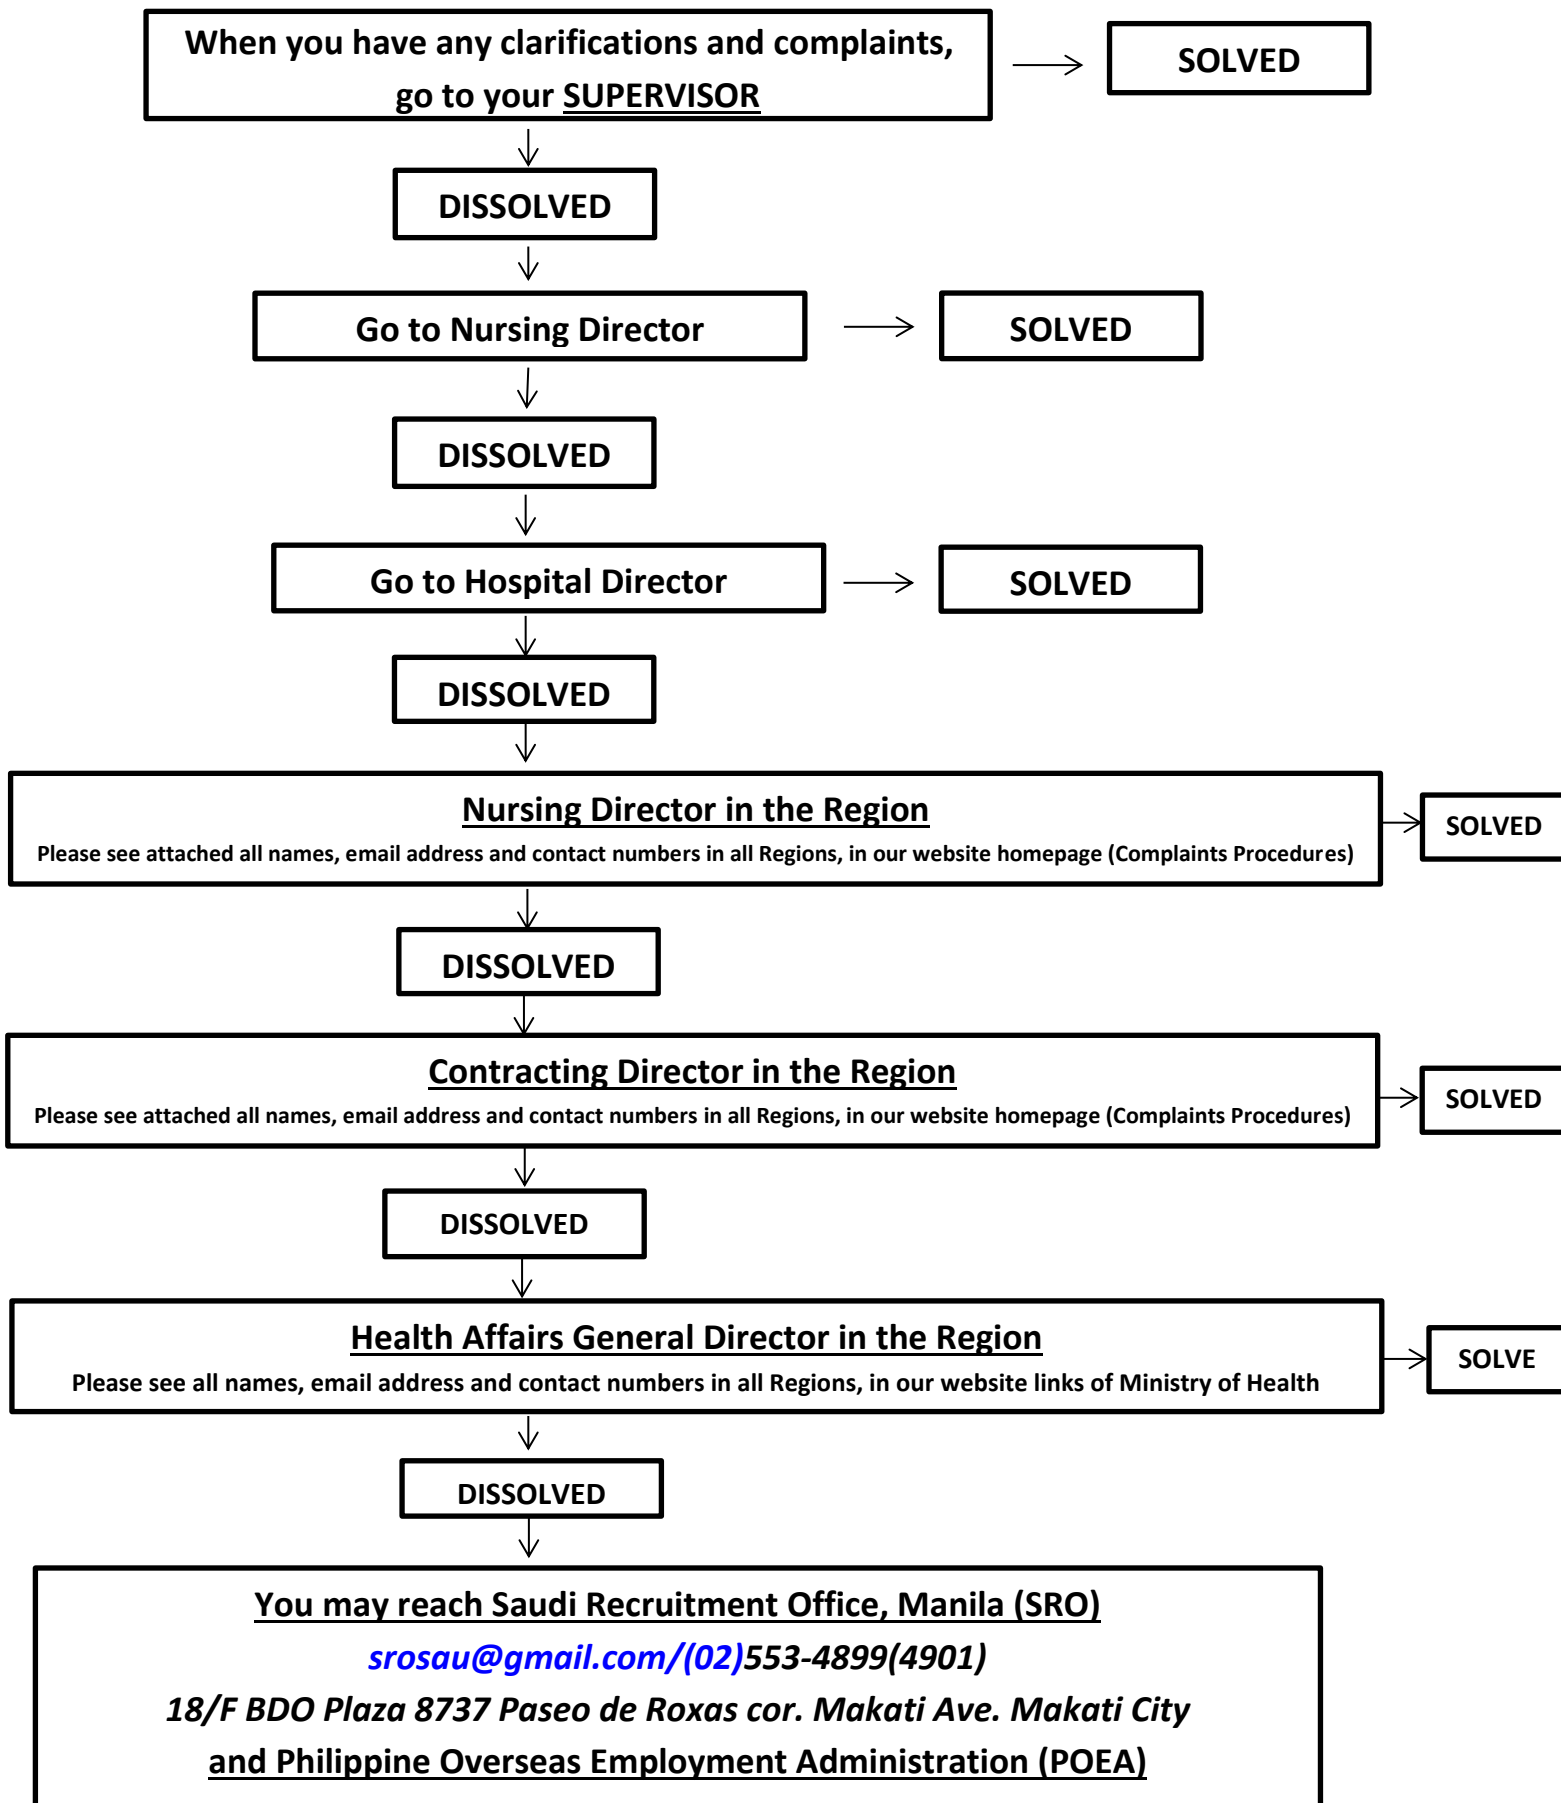 When you have any clarifications and complaints,
go to your SUPERVISOR
SOLVED
DISSOLVED
Go to Nursing Director
SOLVED
DISSOLVED
Go to Hospital Director
SOLVED
DISSOLVED
Nursing Director in the Region
Please see attached all names, email address and contact numbers in all Regions, in our website homepage (Complaints Procedures)
SOLVED
DISSOLVED
Contracting Director in the Region
Please see attached all names, email address and contact numbers in all Regions, in our website homepage (Complaints Procedures)
SOLVED
DISSOLVED
Health Affairs General Director in the Region
Please see all names, email address and contact numbers in all Regions, in our website links of Ministry of Health
SOLVE
DISSOLVED
You may reach Saudi Recruitment Office, Manila (SRO)
srosau@gmail.com/(02)553-4899(4901)
18/F BDO Plaza 8737 Paseo de Roxas cor. Makati Ave. Makati City
and Philippine Overseas Employment Administration (POEA)